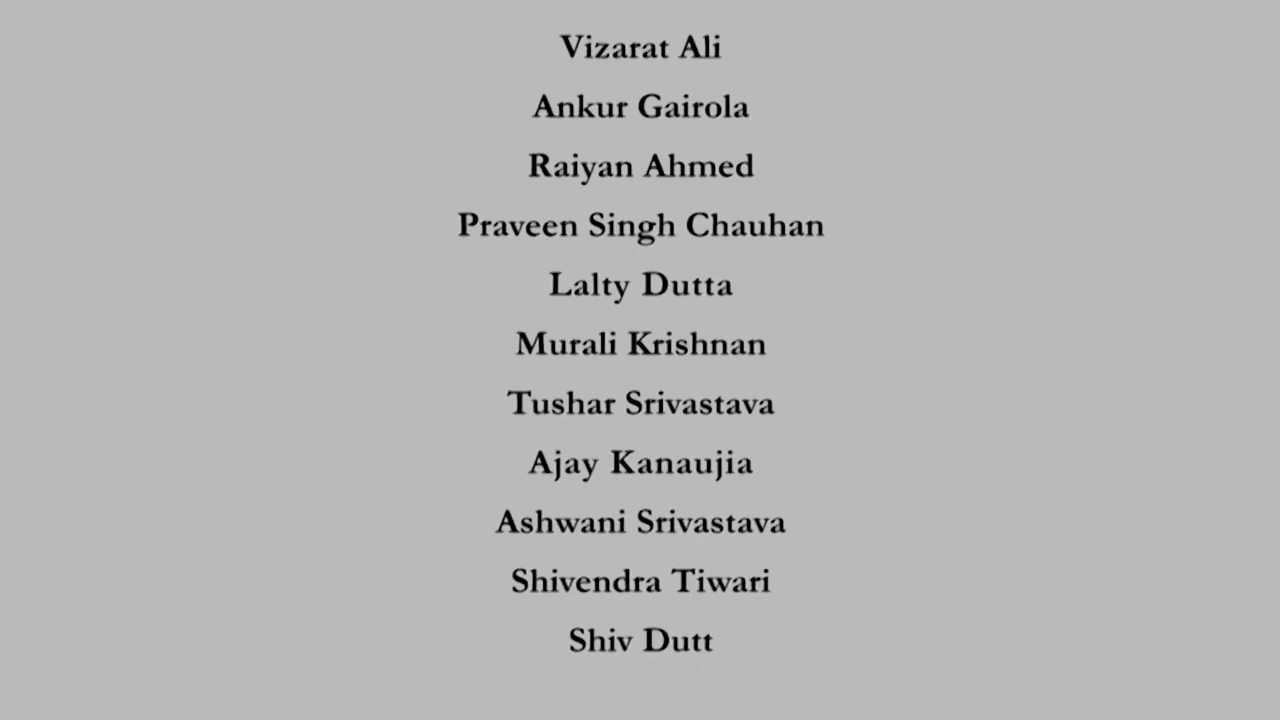 Vizarat Ali
Ankur Gairola
Raiyan Ahmed
Praveen Singh Chauhan
Lalty Dutta
Murali Krishnan
Tushar Srivastava
Ajay Kanaujia
Ashwani Srivastava
Shivendra Tiwari
Shiv Dutt